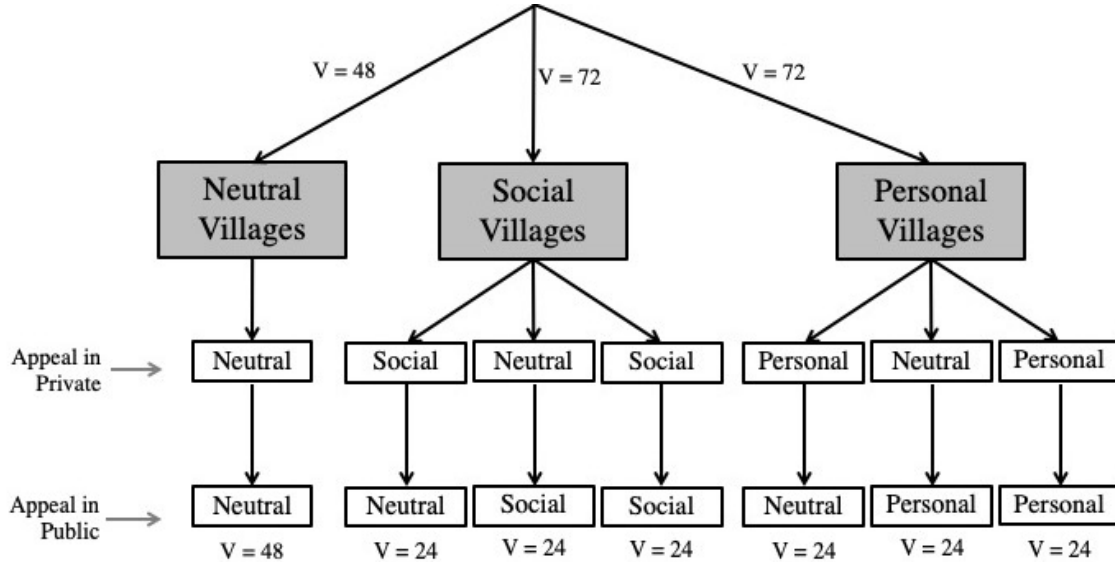 V = 48
V = 72
V = 72
Neutral
Villages
Social
Villages
Personal
Villages
Appeal in
Private
Neutral
Social
Neutral
Social
Personal
Neutral
Personal
Appeal in
Public
Neutral
Neutral
Social
Social
Neutral
Personal
Personal
V = 48
V = 24
V = 24
V = 24
V = 24
V = 24
V = 24